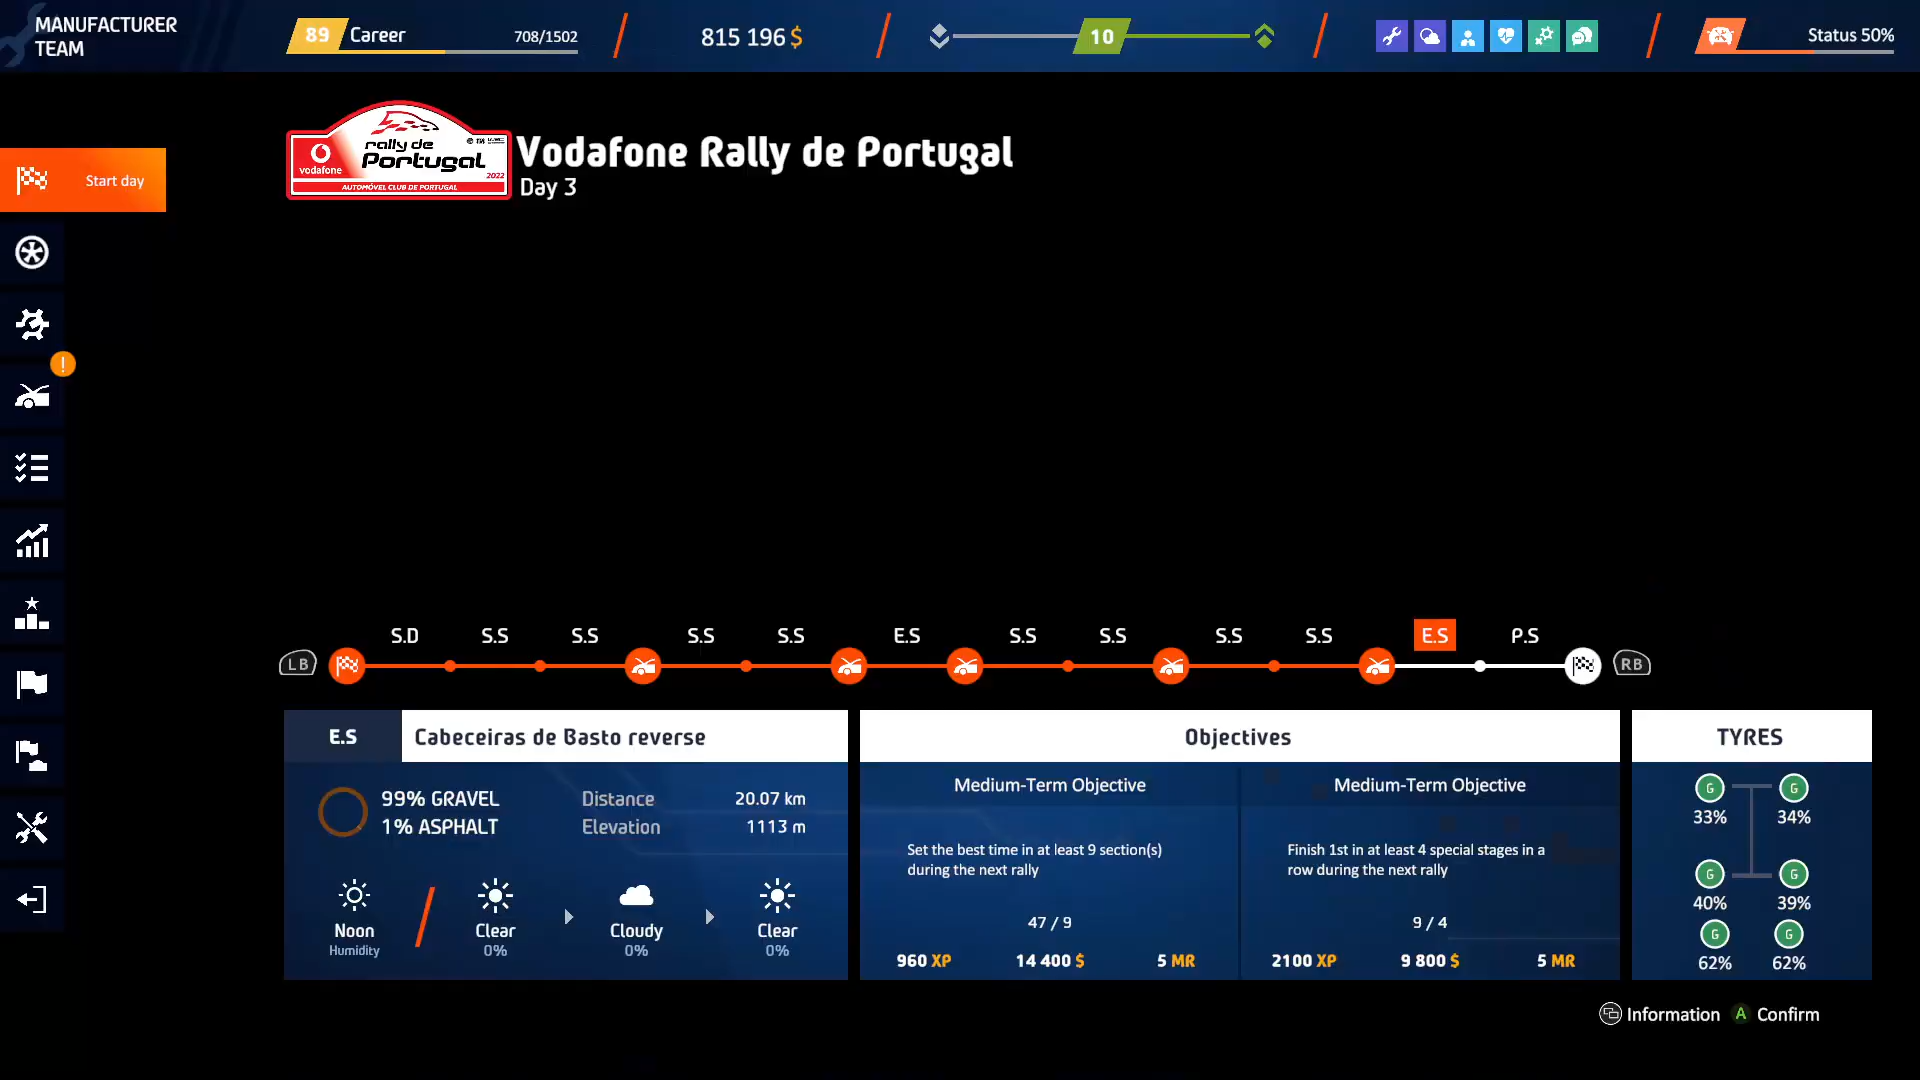 MANUFACTURER
TEAM
89 Career 708/1502
815 196 $
10
Status 50%
rally de
Portugal
vodafone
2022
AUTOMÓVEL CLUB DE PORTUGAL
Vodafone Rally de Portugal
Day 3
Start day
!
S.D S.S S.S S.S S.S E.S S.S S.S S.S S.S E.S P.S
LB RB
E.S Cabeceiras de Basto reverse
99% GRAVEL
1% ASPHALT
Distance 20.07 km
Elevation 1113 m
Noon
Humidity
Clear
0%
Cloudy
0%
Clear
0%
Objectives
Medium-Term Objective
Set the best time in at least 9 section(s)
during the next rally
47 / 9
960 XP 14 400 $ 5 MR
Medium-Term Objective
Finish 1st in at least 4 special stages in a
row during the next rally
9 / 4
2100 XP 9 800 $ 5 MR
TYRES
G G
33% 34%
G G
40% 39%
G G
62% 62%
Information A Confirm